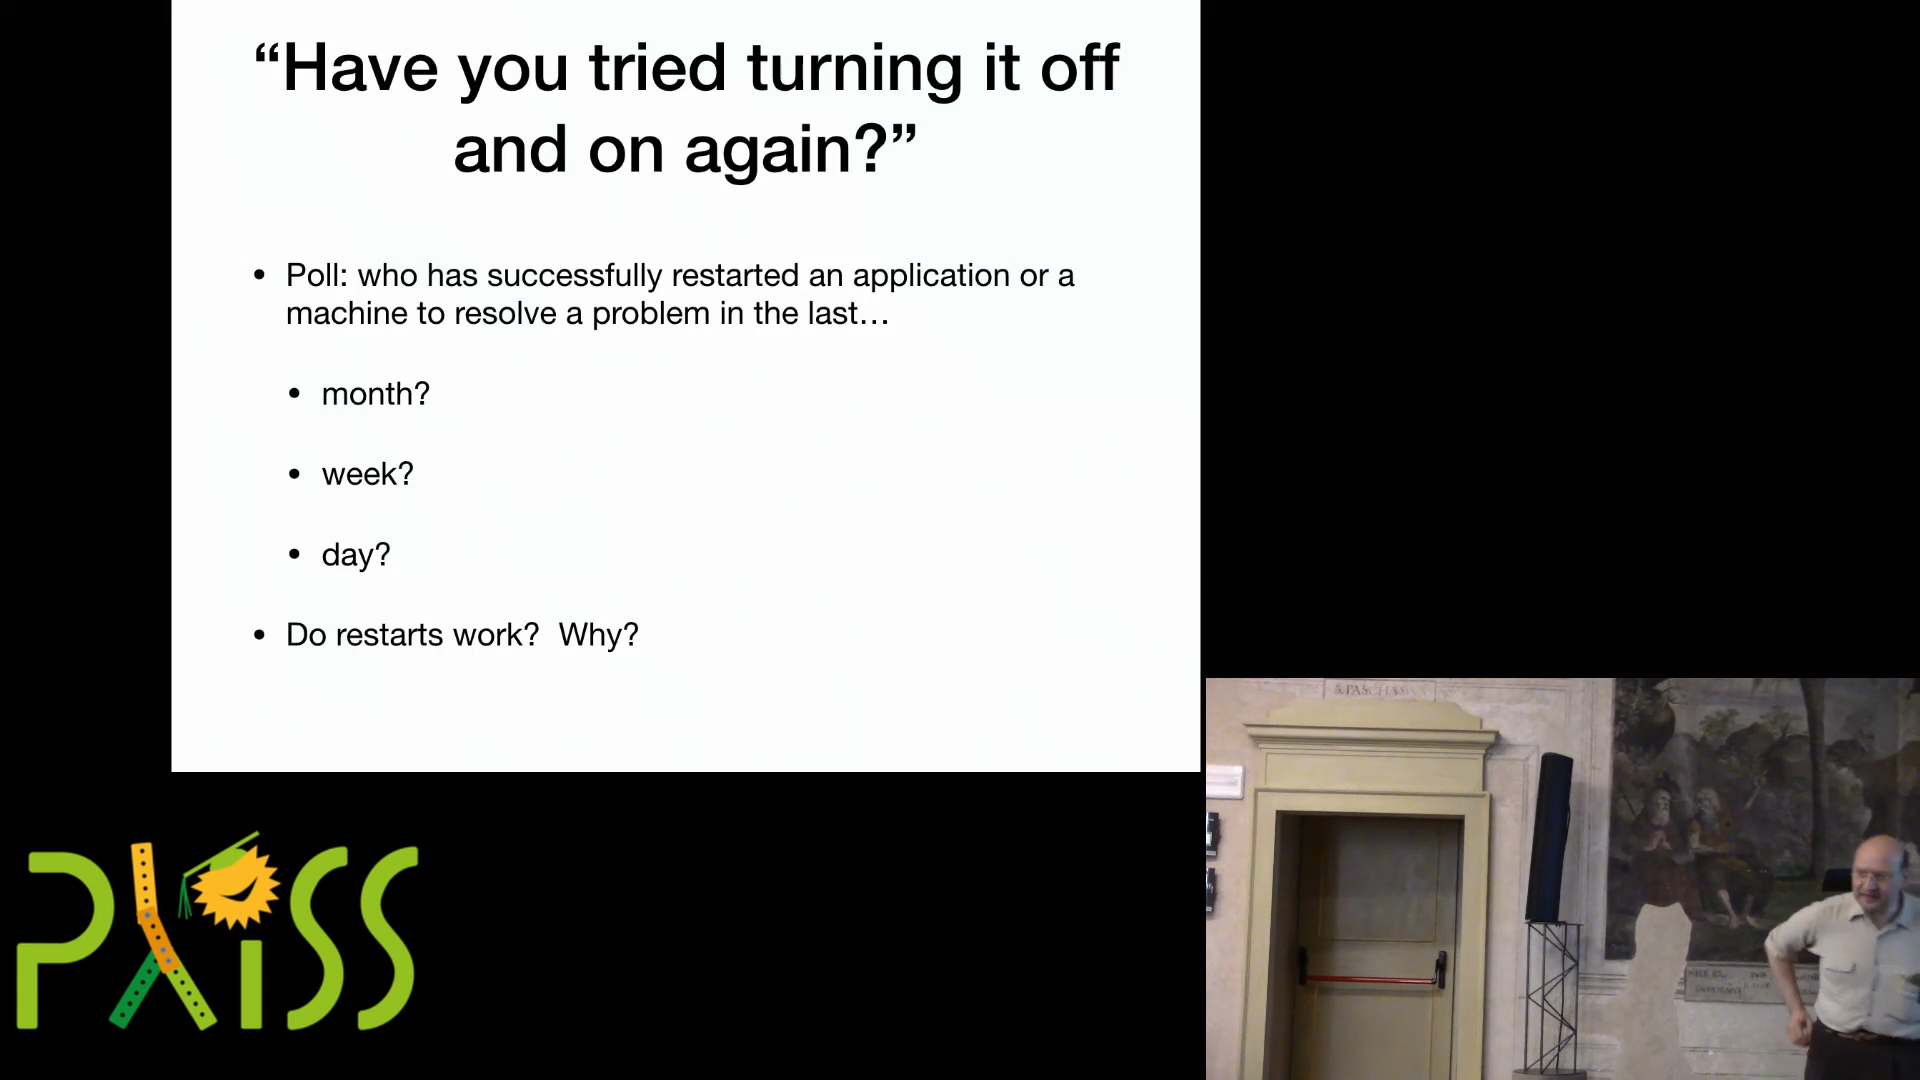 “Have you tried turning it off
and on again?”
• Poll: who has successfully restarted an application or a
machine to resolve a problem in the last…
• month?
• week?
• day?
• Do restarts work?  Why?
PLISS